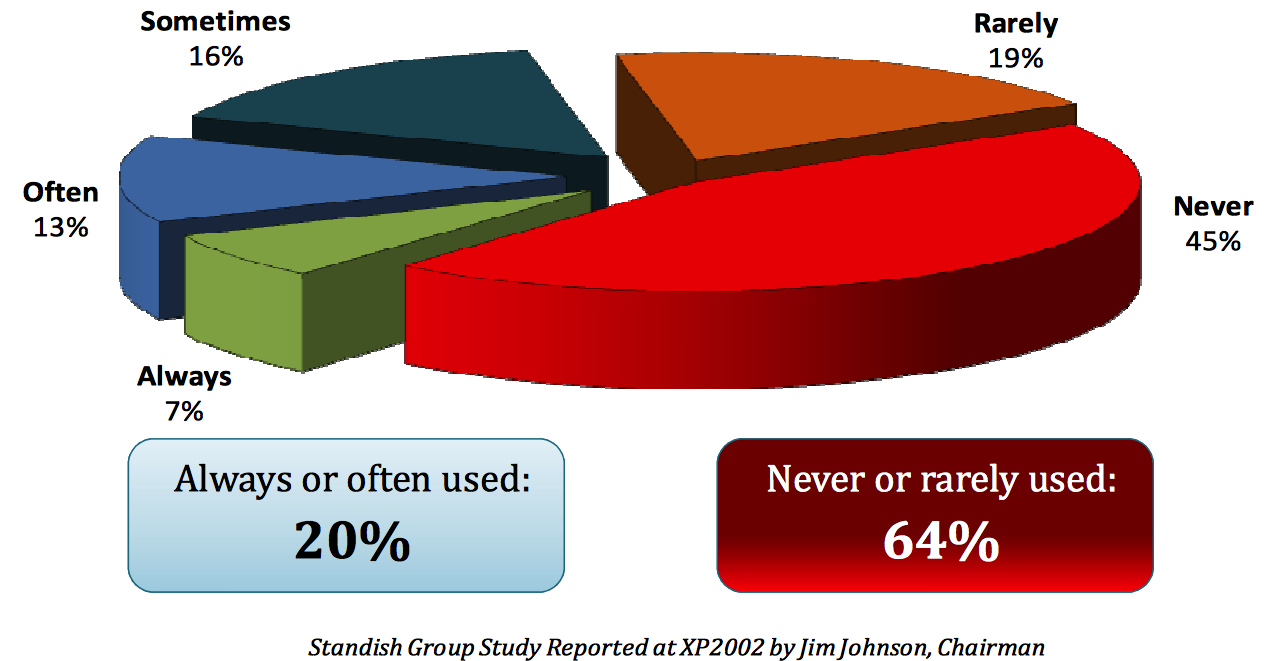 Sometimes
16%
Rarely
19%
Often
13%
Never
45%
Always
7%
Always or often used:
20%
Never or rarely used:
64%
Standish Group Study Reported at XP2002 by Jim Johnson, Chairman